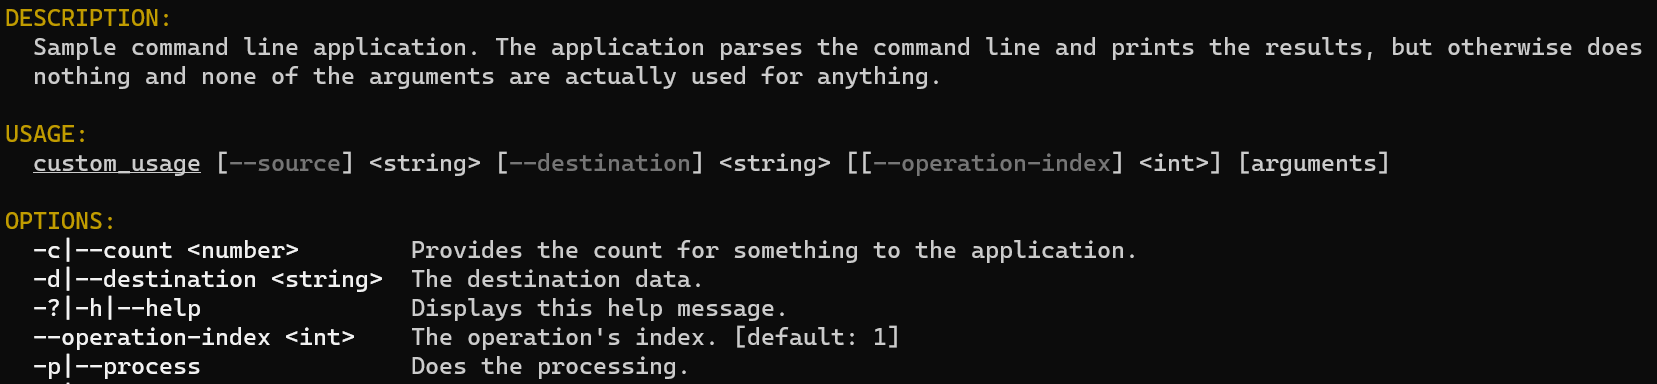 DESCRIPTION:
Sample command line application. The application parses the command line and prints the results, but otherwise does
nothing and none of the arguments are actually used for anything.
USAGE:
custom_usage [--source] <string> [--destination] <string> [[--operation-index] <int>] [arguments]
OPTIONS:
-c|--count <number> Provides the count for something to the application.
-d|--destination <string> The destination data.
-?|-h|--help Displays this help message.
--operation-index <int> The operation's index. [default: 1]
-p|--process Does the processing.